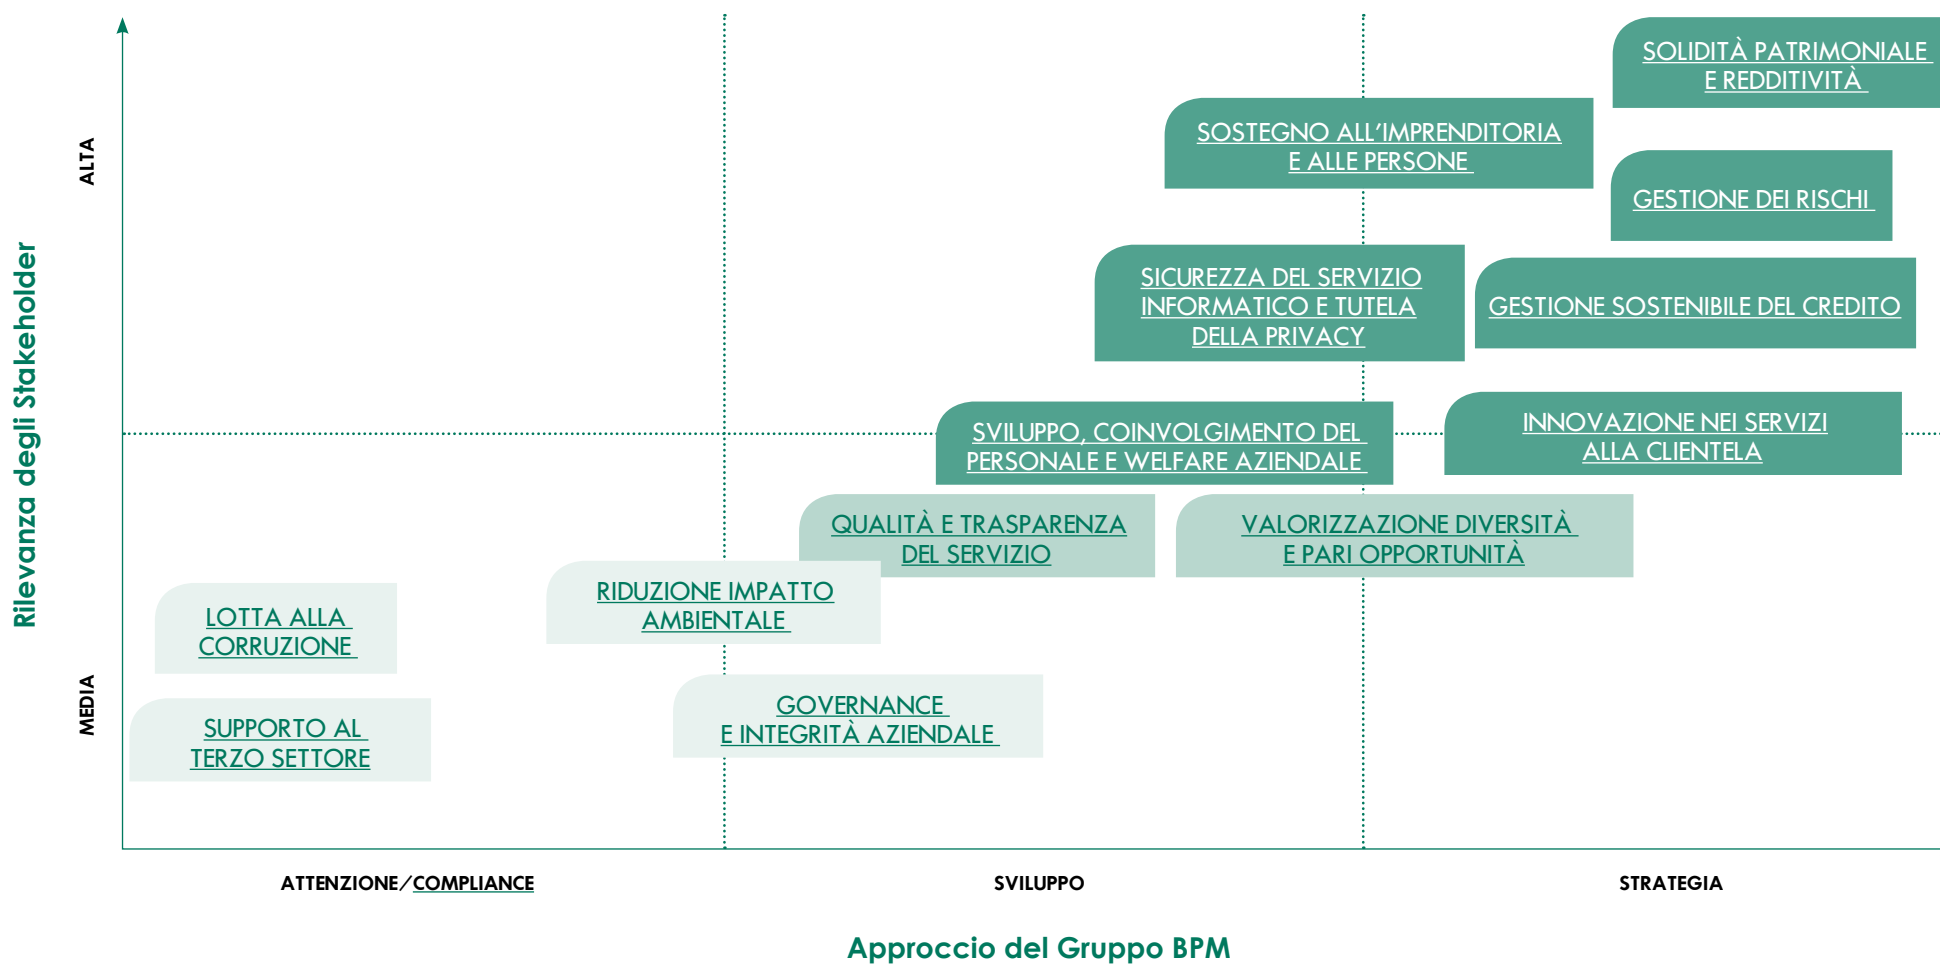 SOLIDITÀ PATRIMONIALE
E REDDITIVITÀ
SOSTEGNO ALL’IMPRENDITORIA
E ALLE PERSONE
ALTA
GESTIONE DEI RISCHI
SICUREZZA DEL SERVIZIO
INFORMATICO E TUTELA
DELLA PRIVACY
GESTIONE SOSTENIBILE DEL CREDITO
Rilevanza degli Stakeholder
SVILUPPO, COINVOLGIMENTO DEL
PERSONALE E WELFARE AZIENDALE
INNOVAZIONE NEI SERVIZI
ALLA CLIENTELA
QUALITÀ E TRASPARENZA
DEL SERVIZIO
VALORIZZAZIONE DIVERSITÀ
E PARI OPPORTUNITÀ
RIDUZIONE IMPATTO
AMBIENTALE
LOTTA ALLA
CORRUZIONE
MEDIA
SUPPORTO AL
TERZO SETTORE
GOVERNANCE
E INTEGRITÀ AZIENDALE
ATTENZIONE/COMPLIANCE
SVILUPPO
STRATEGIA
Approccio del Gruppo BPM